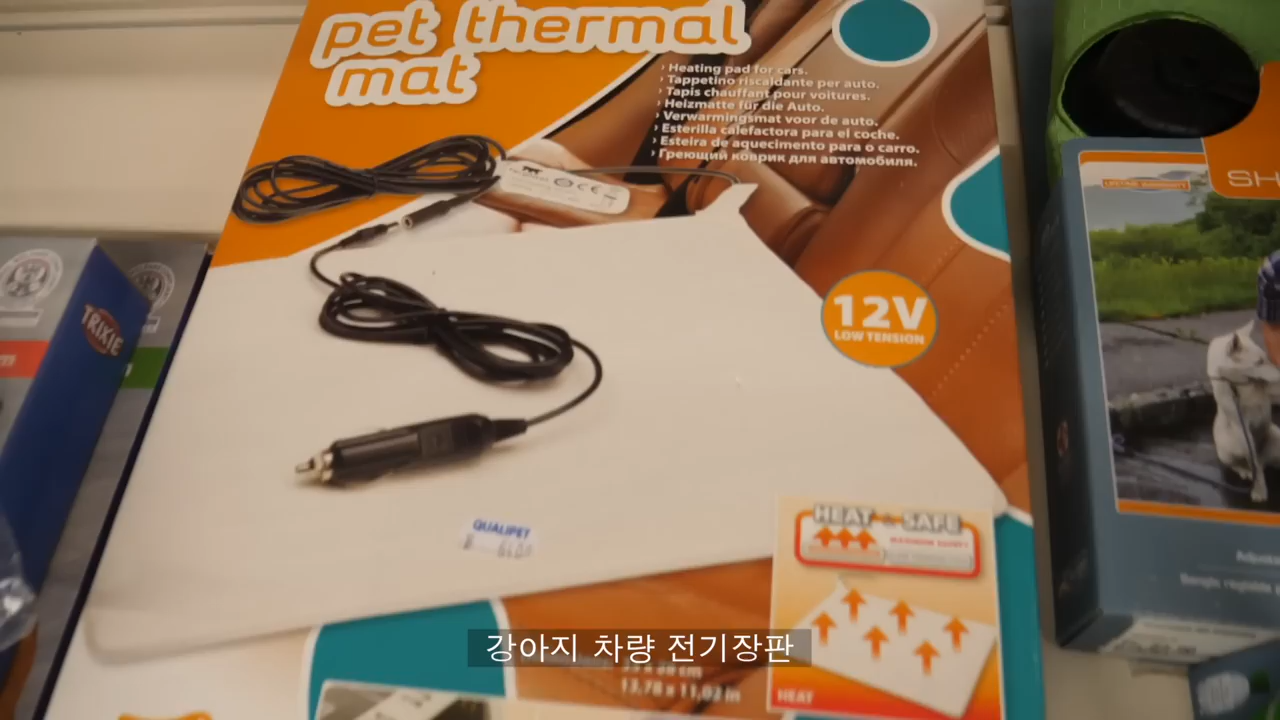 pet thermal
mat
› Heating pad for cars.
› Tappetino riscaldante per auto.
› Tapis chauffant pour voitures.
› Heizmatte für die Auto.
› Verwarmingsmat voor de auto.
› Esterilla calefactora para el coche.
› Esteira de aquecimento para o carro.
› Греющий коврик для автомобиля.
SH
TRIXIE
12V
LOW TENSION
QUALIPET
HEAT & SAFE
강아지 차량 전기장판
13,78 x 11,02 in
HEAT